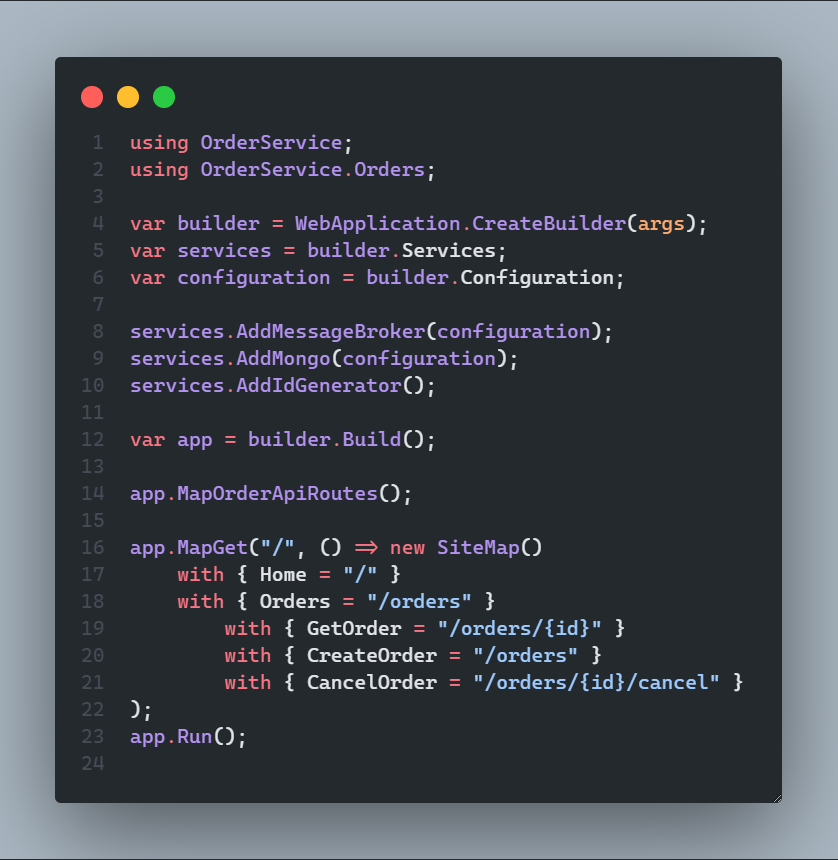 1 using OrderService;
2 using OrderService.Orders;
3
4 var builder = WebApplication.CreateBuilder(args);
5 var services = builder.Services;
6 var configuration = builder.Configuration;
7
8 services.AddMessageBroker(configuration);
9 services.AddMongo(configuration);
10 services.AddIdGenerator();
11
12 var app = builder.Build();
13
14 app.MapOrderApiRoutes();
15
16 app.MapGet("/", () => new SiteMap()
17     with { Home = "/" }
18     with { Orders = "/orders" }
19         with { GetOrder = "/orders/{id}" }
20         with { CreateOrder = "/orders" }
21         with { CancelOrder = "/orders/{id}/cancel" }
22 );
23 app.Run();
24